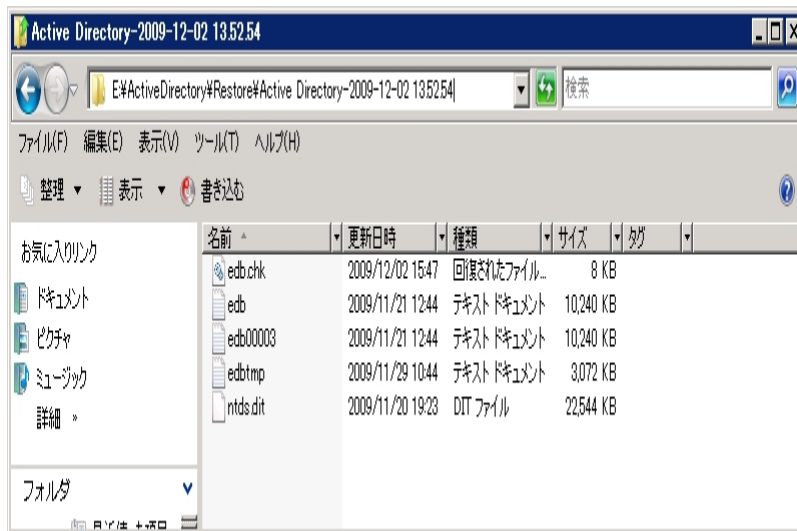 Active Directory-2009-12-02 13.52.54
E:¥ActiveDirectory¥Restore¥Active Directory-2009-12-02 13.52.54
検索
ファイル(F) 編集(E) 表示(V) ツール(T) ヘルプ(H)
整理 表示 書き込む
お気に入りリンク
ドキュメント
ピクチャ
ミュージック
詳細 »
フォルダ
名前 更新日時 種類 サイズ タグ
edb.chk 2009/12/02 15:47 回復されたファイル... 8 KB
edb 2009/11/21 12:44 テキスト ドキュメント 10,240 KB
edb00003 2009/11/21 12:44 テキスト ドキュメント 10,240 KB
edbtmp 2009/11/29 10:44 テキスト ドキュメント 3,072 KB
ntds.dit 2009/11/20 19:23 DIT ファイル 22,544 KB